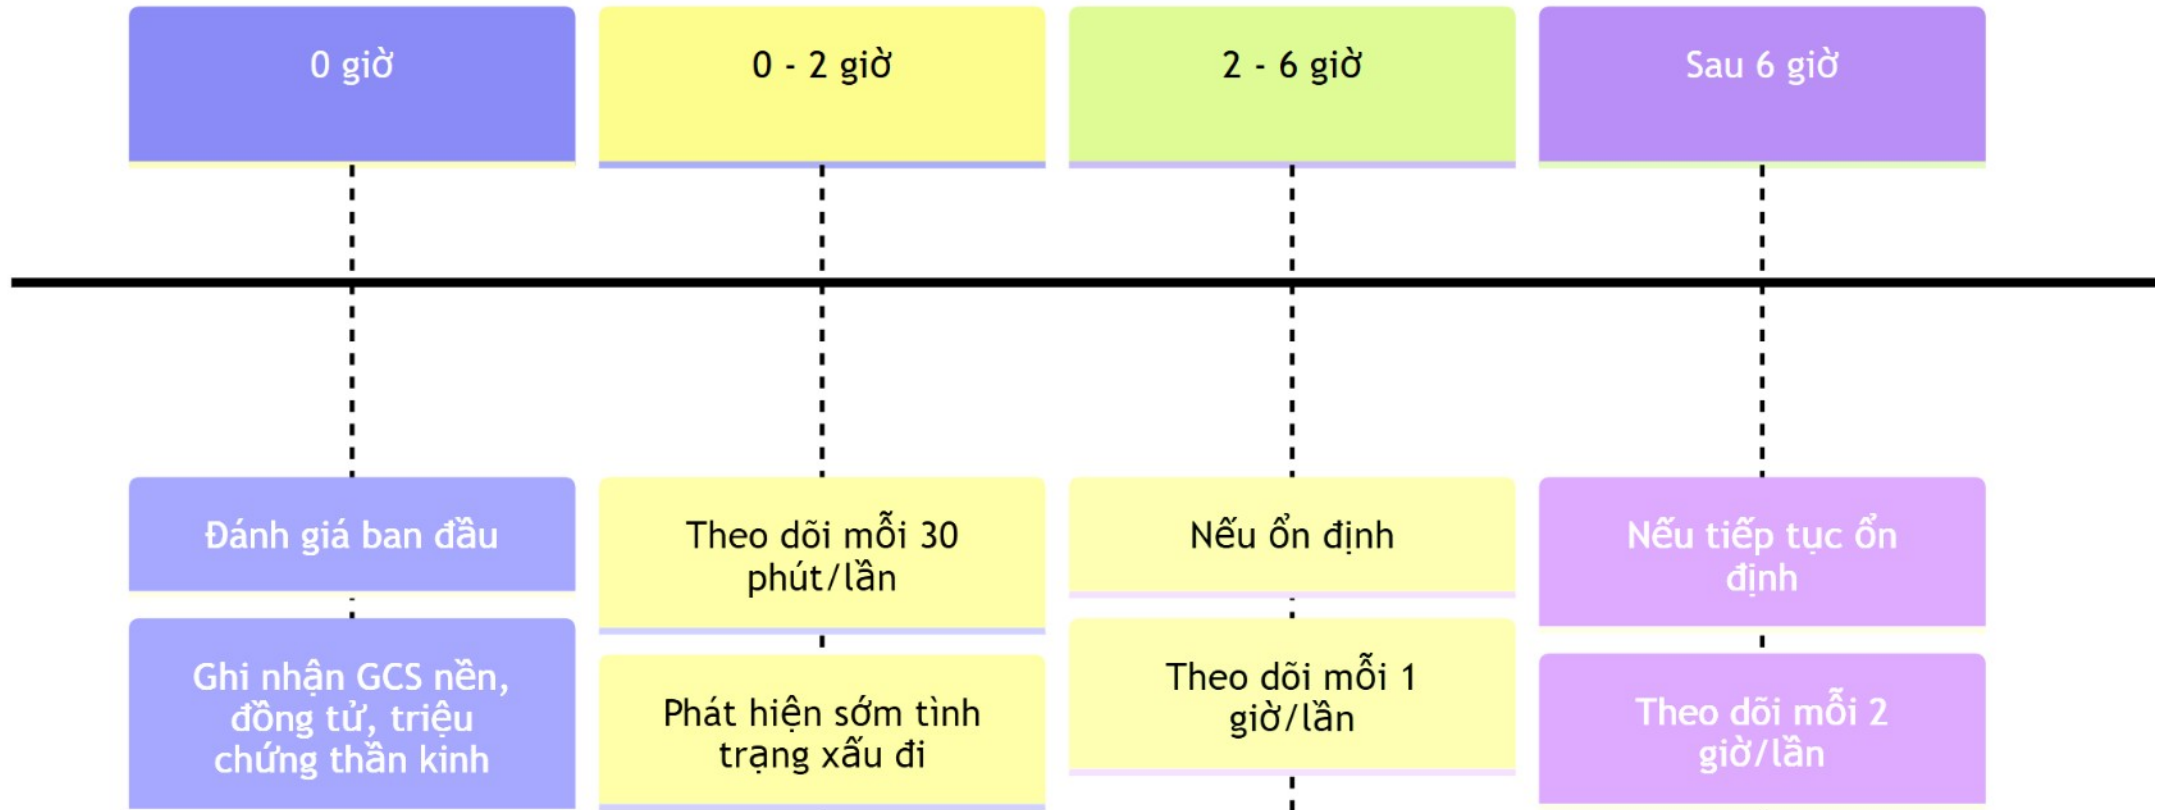 0 giờ
0 - 2 giờ
2 - 6 giờ
Sau 6 giờ
Đánh giá ban đầu
Ghi nhận GCS nền,
đồng tử, triệu
chứng thần kinh
Theo dõi mỗi 30
phút/lần
Phát hiện sớm tình
trạng xấu đi
Nếu ổn định
Theo dõi mỗi 1
giờ/lần
Nếu tiếp tục ổn
định
Theo dõi mỗi 2
giờ/lần